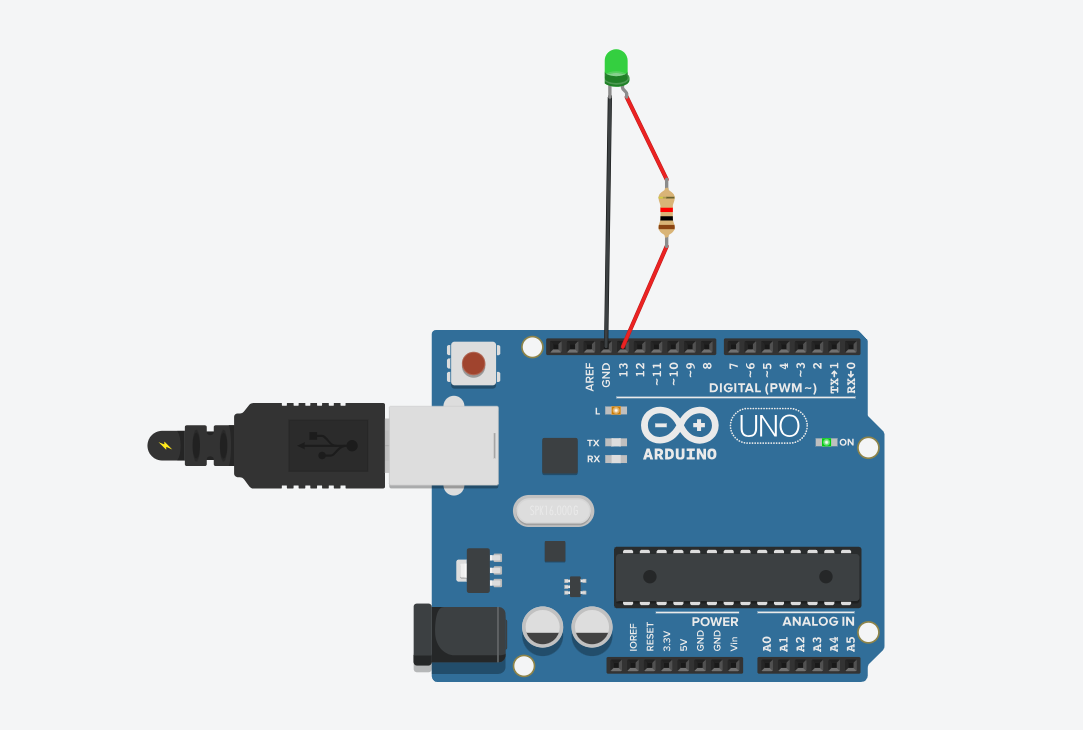 AREF
GND
13
12
~11
~10
~9
8
7
~6
~5
4
~3
2
TX→1
RX←0
DIGITAL (PWM~)
L
TX
RX
UNO
ARDUINO
ON
SPK16.000G
POWER
ANALOG IN
IOREF
RESET
3.3V
5V
GND
GND
Vin
A0
A1
A2
A3
A4
A5